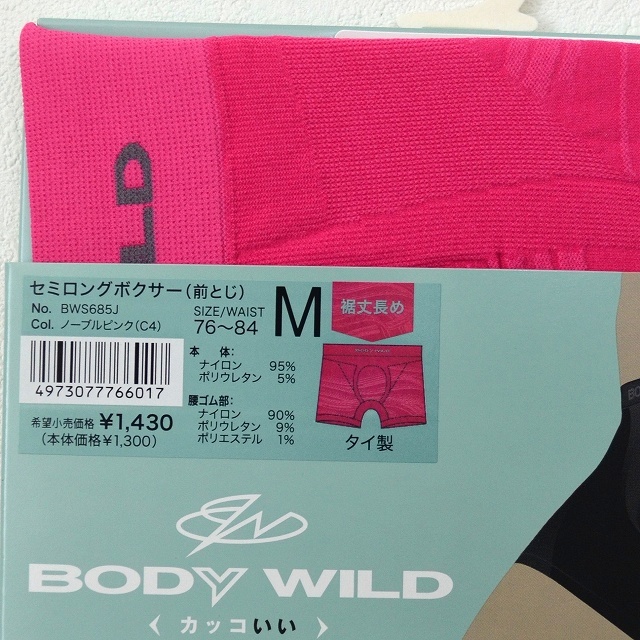 LD
セミロングボクサー(前とじ)
No. BWS685J
Col. ノーブルピンク(C4)
SIZE/WAIST
76〜84
M
裾丈長め
4973077766017
希望小売価格 ¥1,430
(本体価格¥1,300)
本 体:
ナイロン 95%
ポリウレタン 5%
腰ゴム部:
ナイロン 90%
ポリウレタン 9%
ポリエステル 1%
BODY WILD
タイ製
BODY WILD
〈 カッコいい 〉